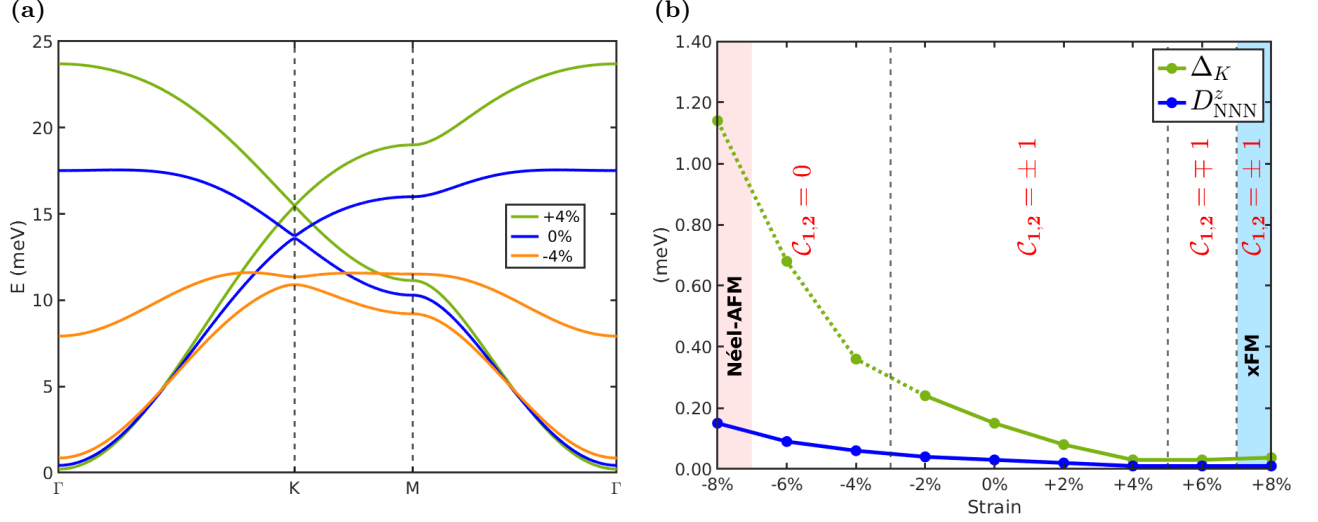 (a)
25
20
15
10
5
0
E (meV)
Γ
K
M
Γ
+4%
0%
-4%
(b)
1.40
1.20
1.00
0.80
0.60
0.40
0.20
0.00
(meV)
Δ_K
D^z_NNN
Néel-AFM
C_{1,2} = 0
C_{1,2} = ±1
C_{1,2} = ∓1
C_{1,2} = ±1
xFM
-8%
-6%
-4%
-2%
0%
+2%
+4%
+6%
+8%
Strain